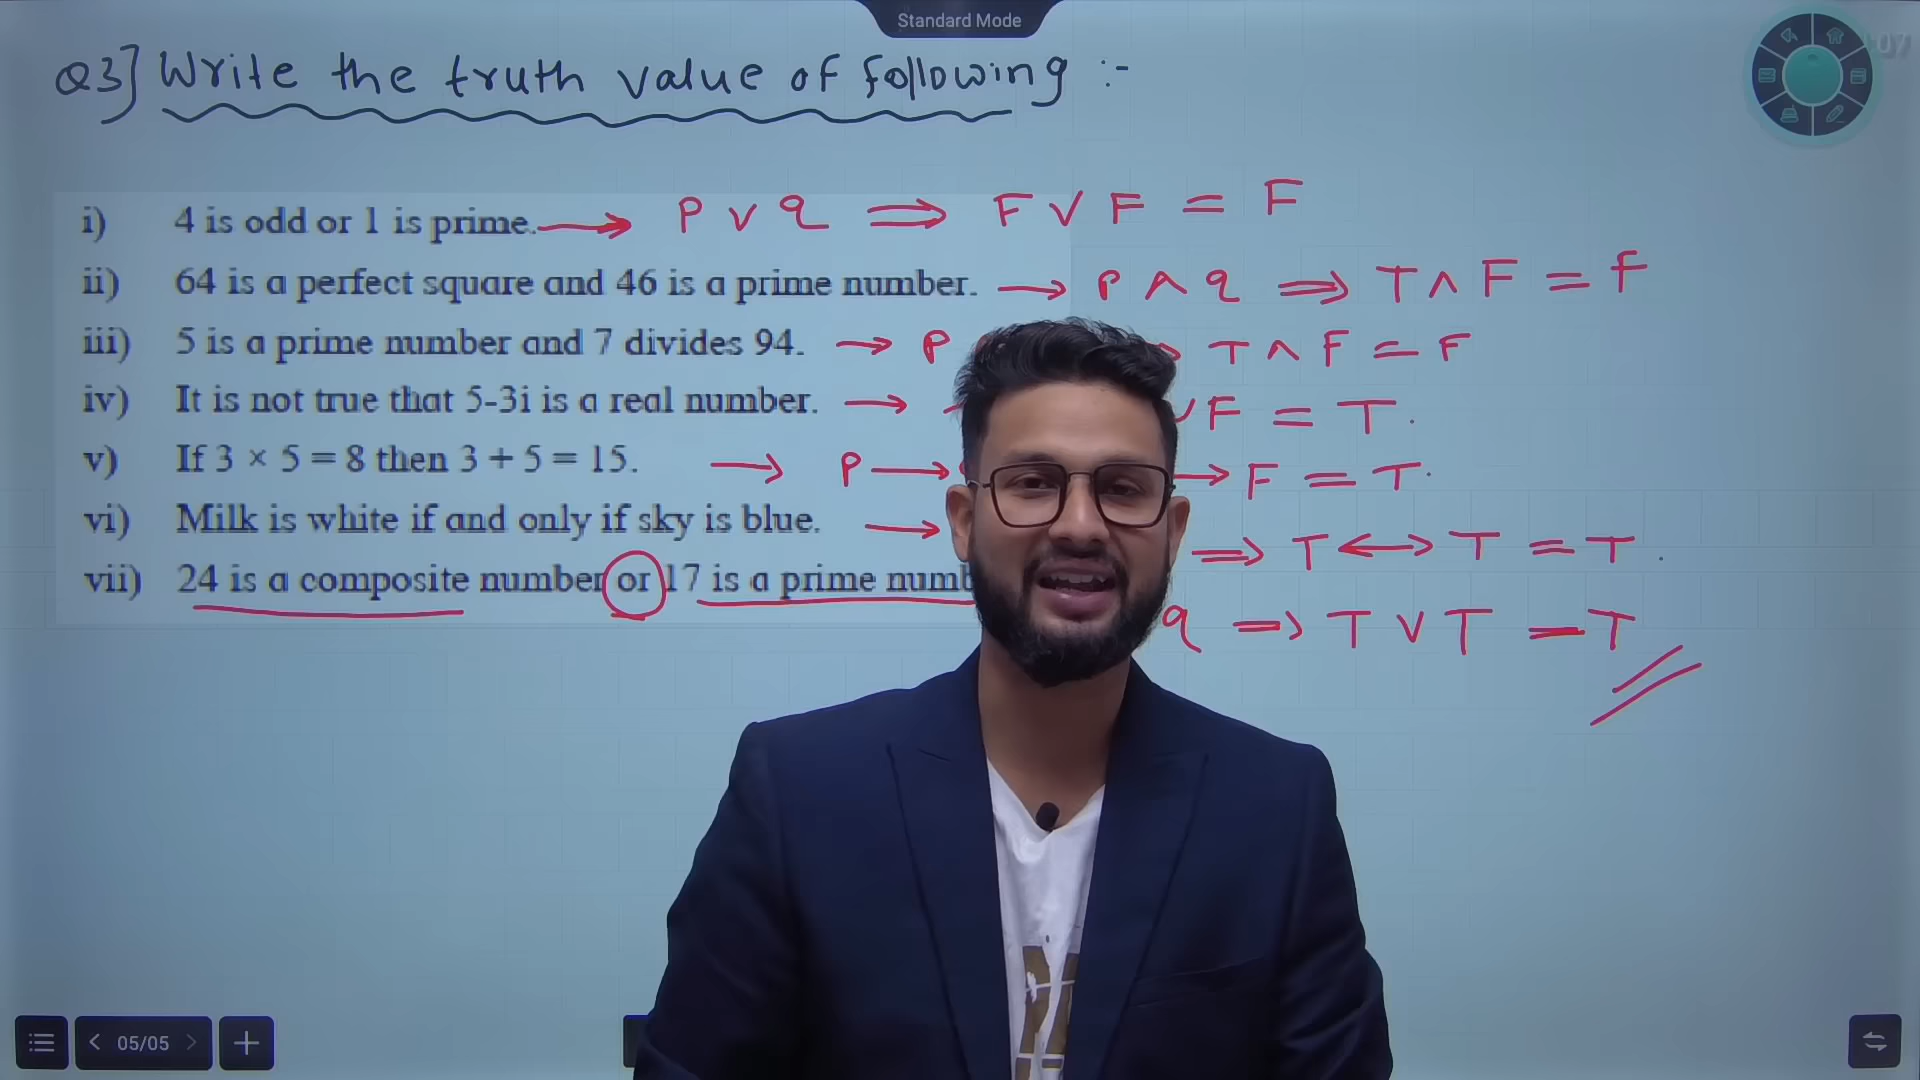 Standard Mode
07
Q3] Write the truth value of following :-
i) 4 is odd or 1 is prime. → P ∨ q ⟹ F ∨ F = F
ii) 64 is a perfect square and 46 is a prime number. → P ∧ q ⟹ T ∧ F = F
iii) 5 is a prime number and 7 divides 94. → P T ∧ F = F
iv) It is not true that 5-3i is a real number. → F = T.
v) If 3 × 5 = 8 then 3 + 5 = 15. → P → → F = T.
vi) Milk is white if and only if sky is blue. → ⟹ T ↔ T = T.
vii) 24 is a composite number or 17 is a prime numb q ⟹ T ∨ T = T
05/05